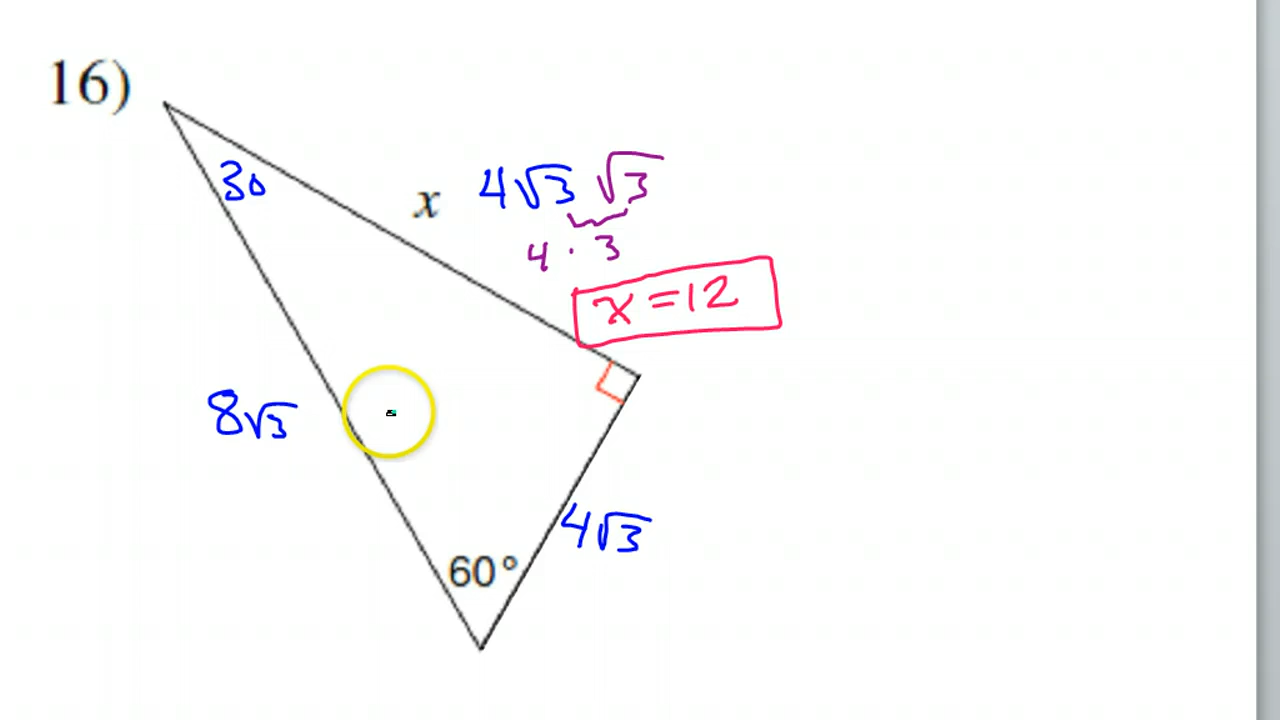 16)
30
x 4√3 √3
4 · 3
x = 12
8√3
4√3
60°